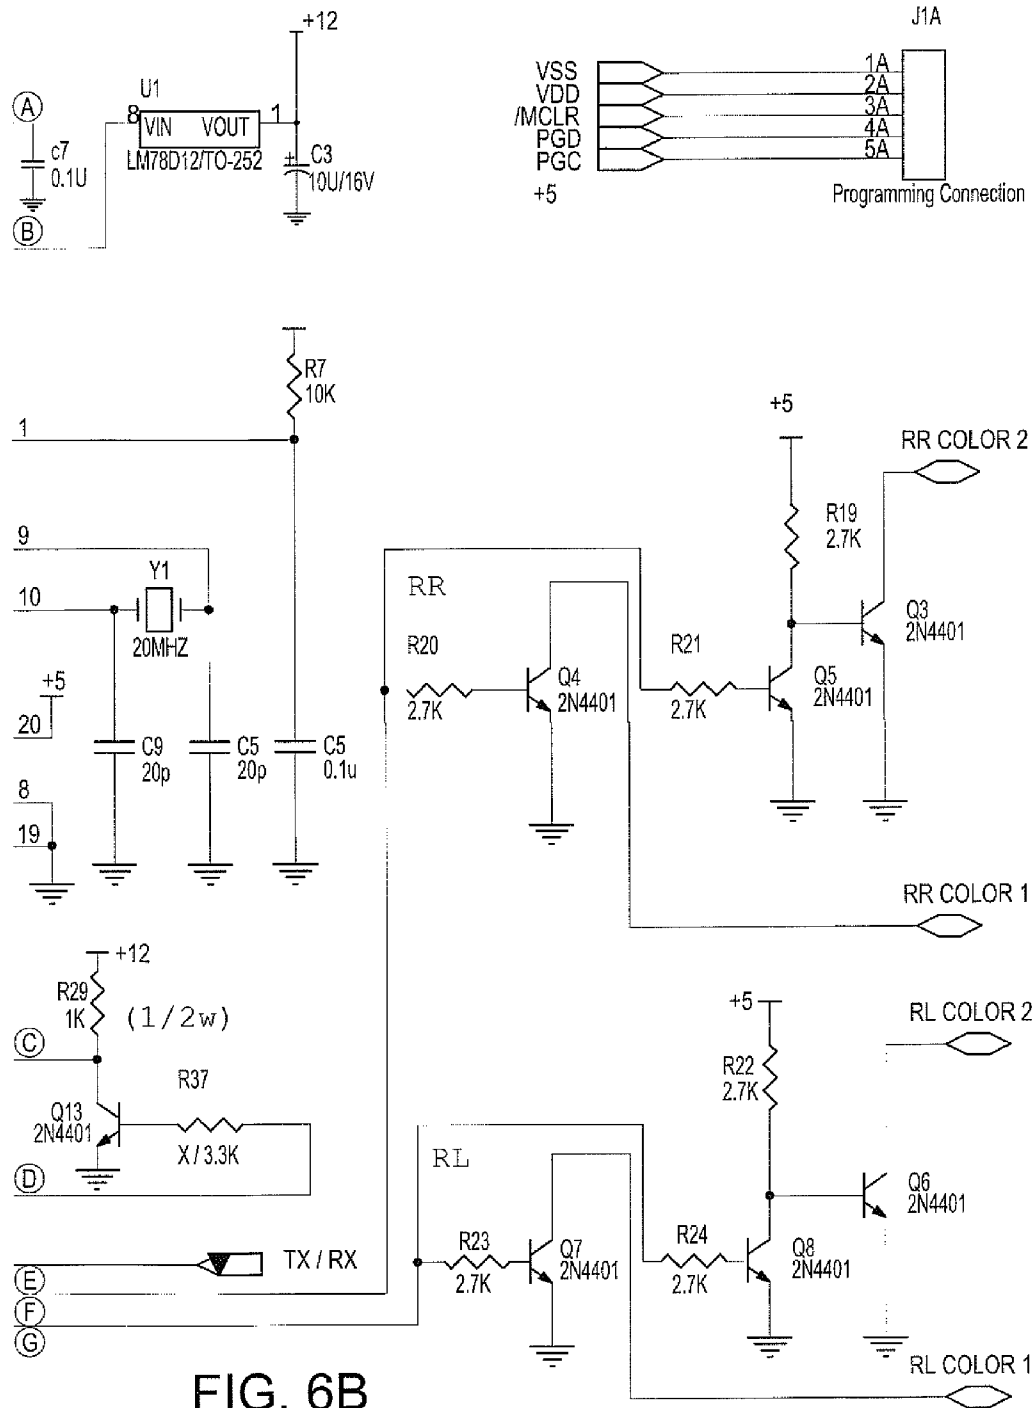 +12
J1A
U1
A
8
VIN VOUT
1
LM78D12/TO-252
c7
0.1U
C3
+
10U/16V
B
VSS
VDD
/MCLR
PGD
PGC
+5
1A
2A
3A
4A
5A
Programming Connection
R7
10K
1
9
10
Y1
20MHZ
+5
20
8
19
C9
20p
C5
20p
C5
0.1u
+5
RR COLOR 2
R19
2.7K
RR
R20
2.7K
Q4
2N4401
R21
2.7K
Q5
2N4401
Q3
2N4401
RR COLOR 1
+12
R29
1K
(1/2w)
C
R37
Q13
2N4401
X / 3.3K
D
+5
RL COLOR 2
R22
2.7K
RL
R23
2.7K
Q7
2N4401
R24
2.7K
Q8
2N4401
Q6
2N4401
TX / RX
E
F
G
RL COLOR 1
FIG. 6B